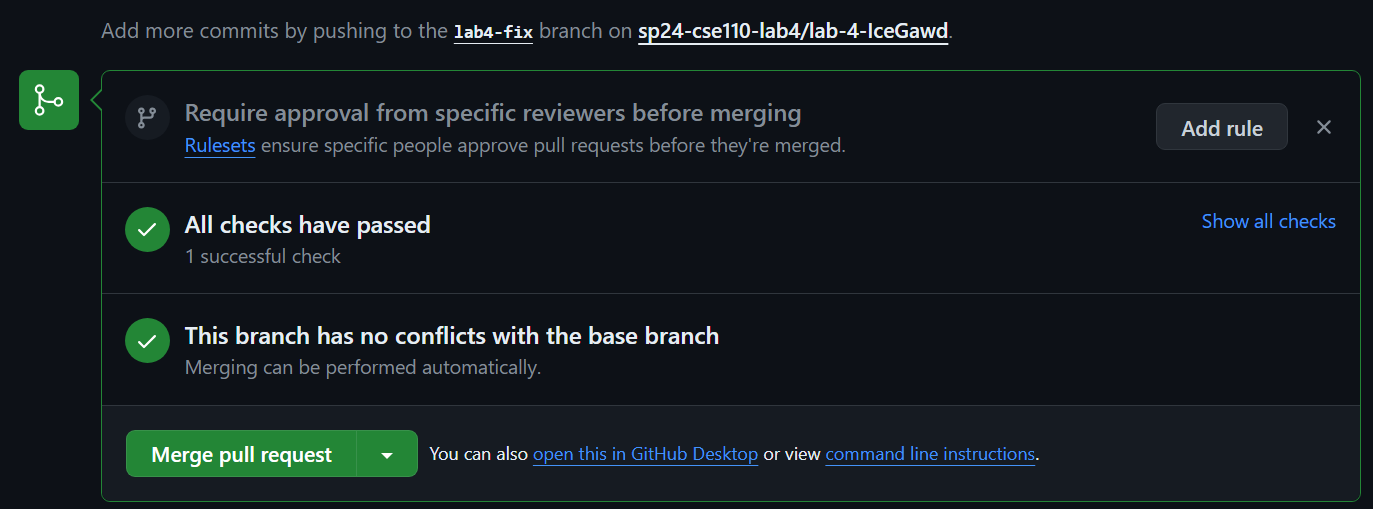 Add more commits by pushing to the lab4-fix branch on sp24-cse110-lab4/lab-4-IceGawd.
Require approval from specific reviewers before merging
Rulesets ensure specific people approve pull requests before they're merged.
Add rule
All checks have passed
1 successful check
Show all checks
This branch has no conflicts with the base branch
Merging can be performed automatically.
Merge pull request
You can also open this in GitHub Desktop or view command line instructions.